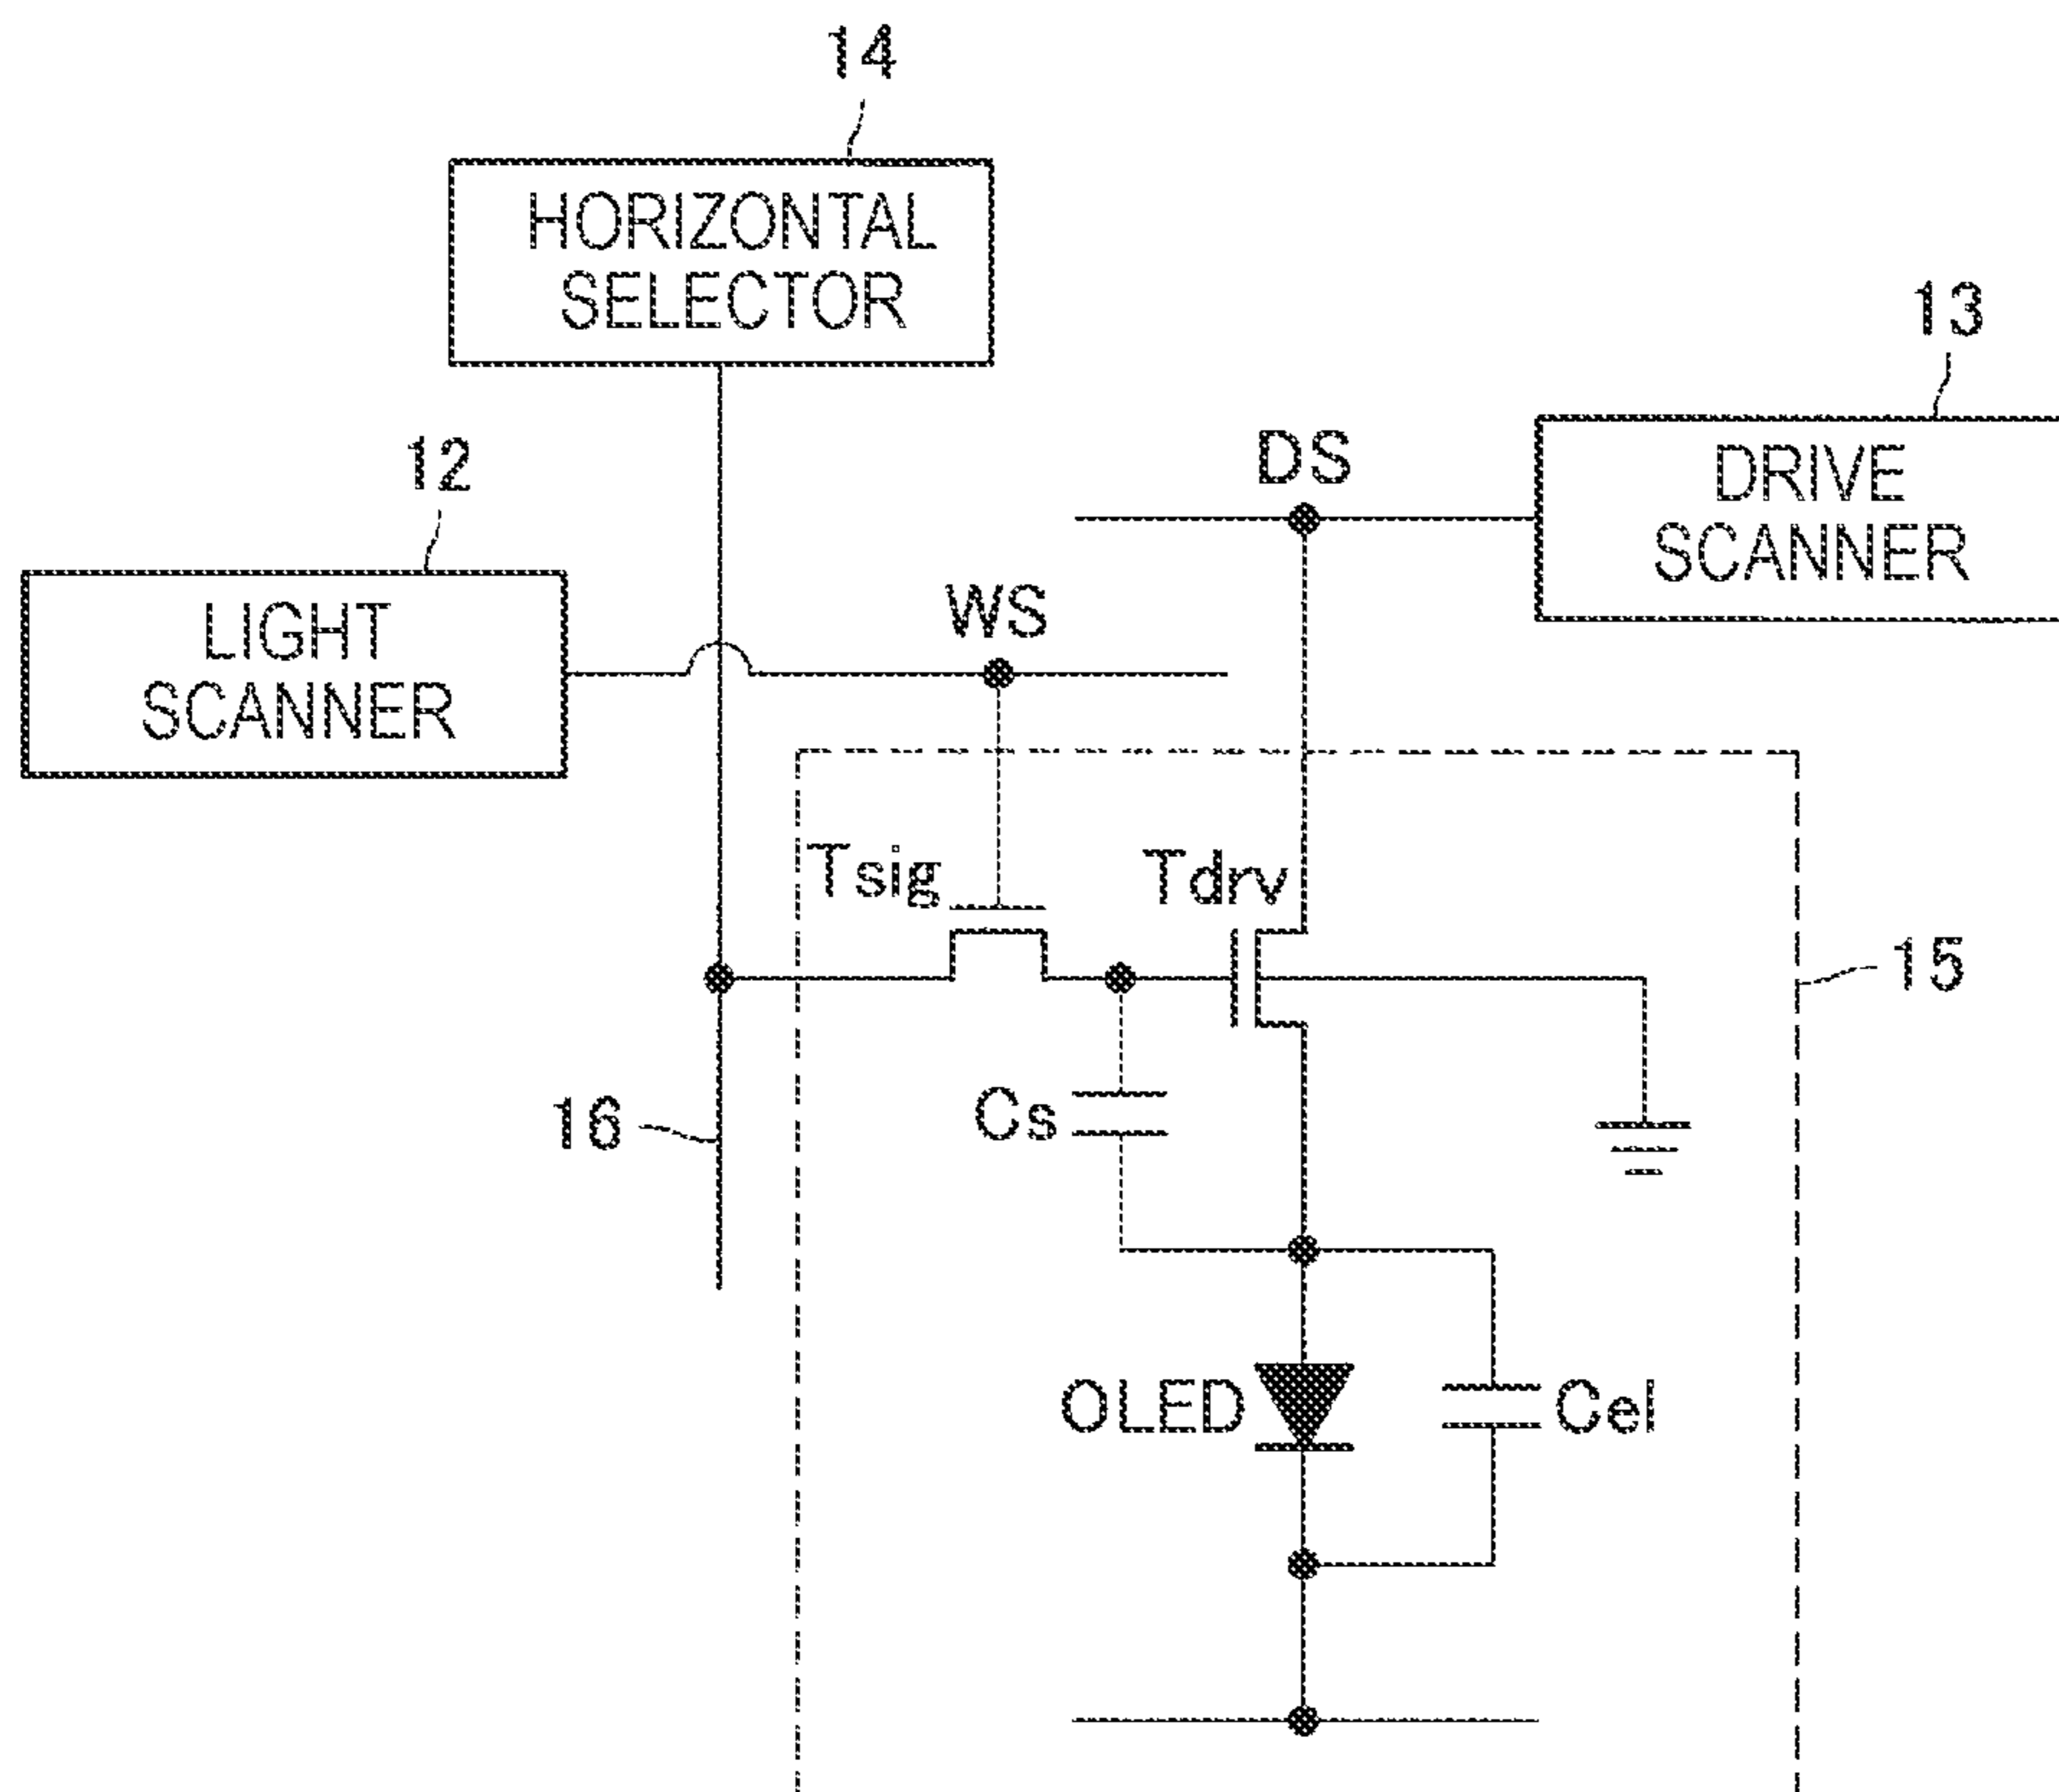 14
HORIZONTAL
SELECTOR
13
DRIVE
SCANNER
DS
12
LIGHT
SCANNER
WS
Tsig
Tdrv
15
16
Cs
OLED
Cel